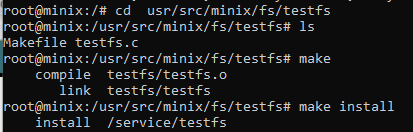 root@minix:/# cd  usr/src/minix/fs/testfs
root@minix:/usr/src/minix/fs/testfs# ls
Makefile testfs.c
root@minix:/usr/src/minix/fs/testfs# make
    compile  testfs/testfs.o
       link  testfs/testfs
root@minix:/usr/src/minix/fs/testfs# make install
    install  /service/testfs